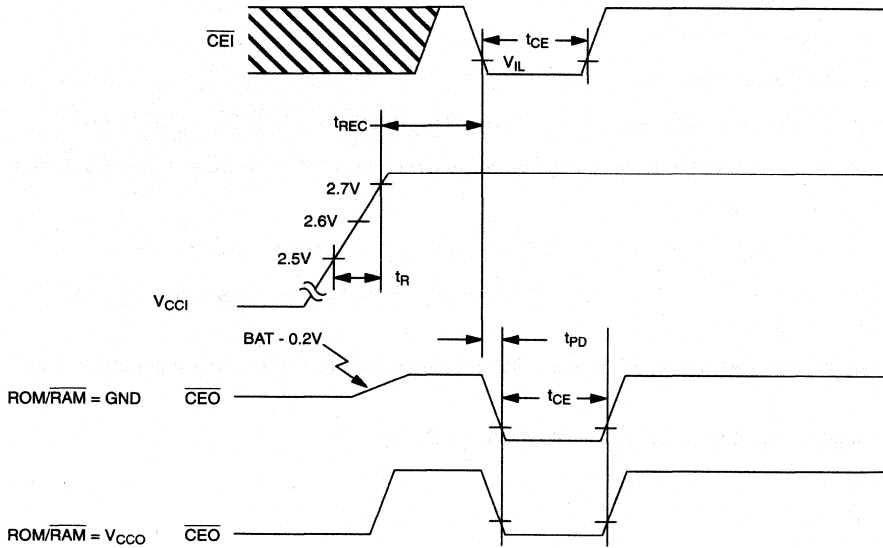 CEI
tCE
VIL
tREC
2.7V
2.6V
2.5V
tR
VCCI
BAT - 0.2V
tPD
ROM/RAM = GND CEO
tCE
ROM/RAM = VCCO CEO